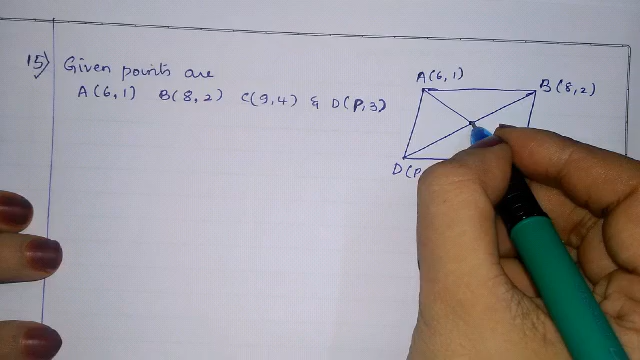 15) Given points are
A(6,1) B(8,2) C(9,4) & D(P,3)
A(6,1)
B(8,2)
D(P